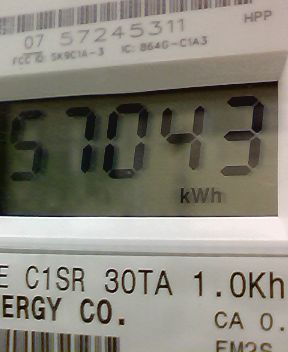 HPP
07 57245311
FCC ID: SK9C1A-3 IC: 864G-C1A3
57043
kWh
E C1SR 30TA 1.0Kh
ERGY CO.
CA 0.
FM2S